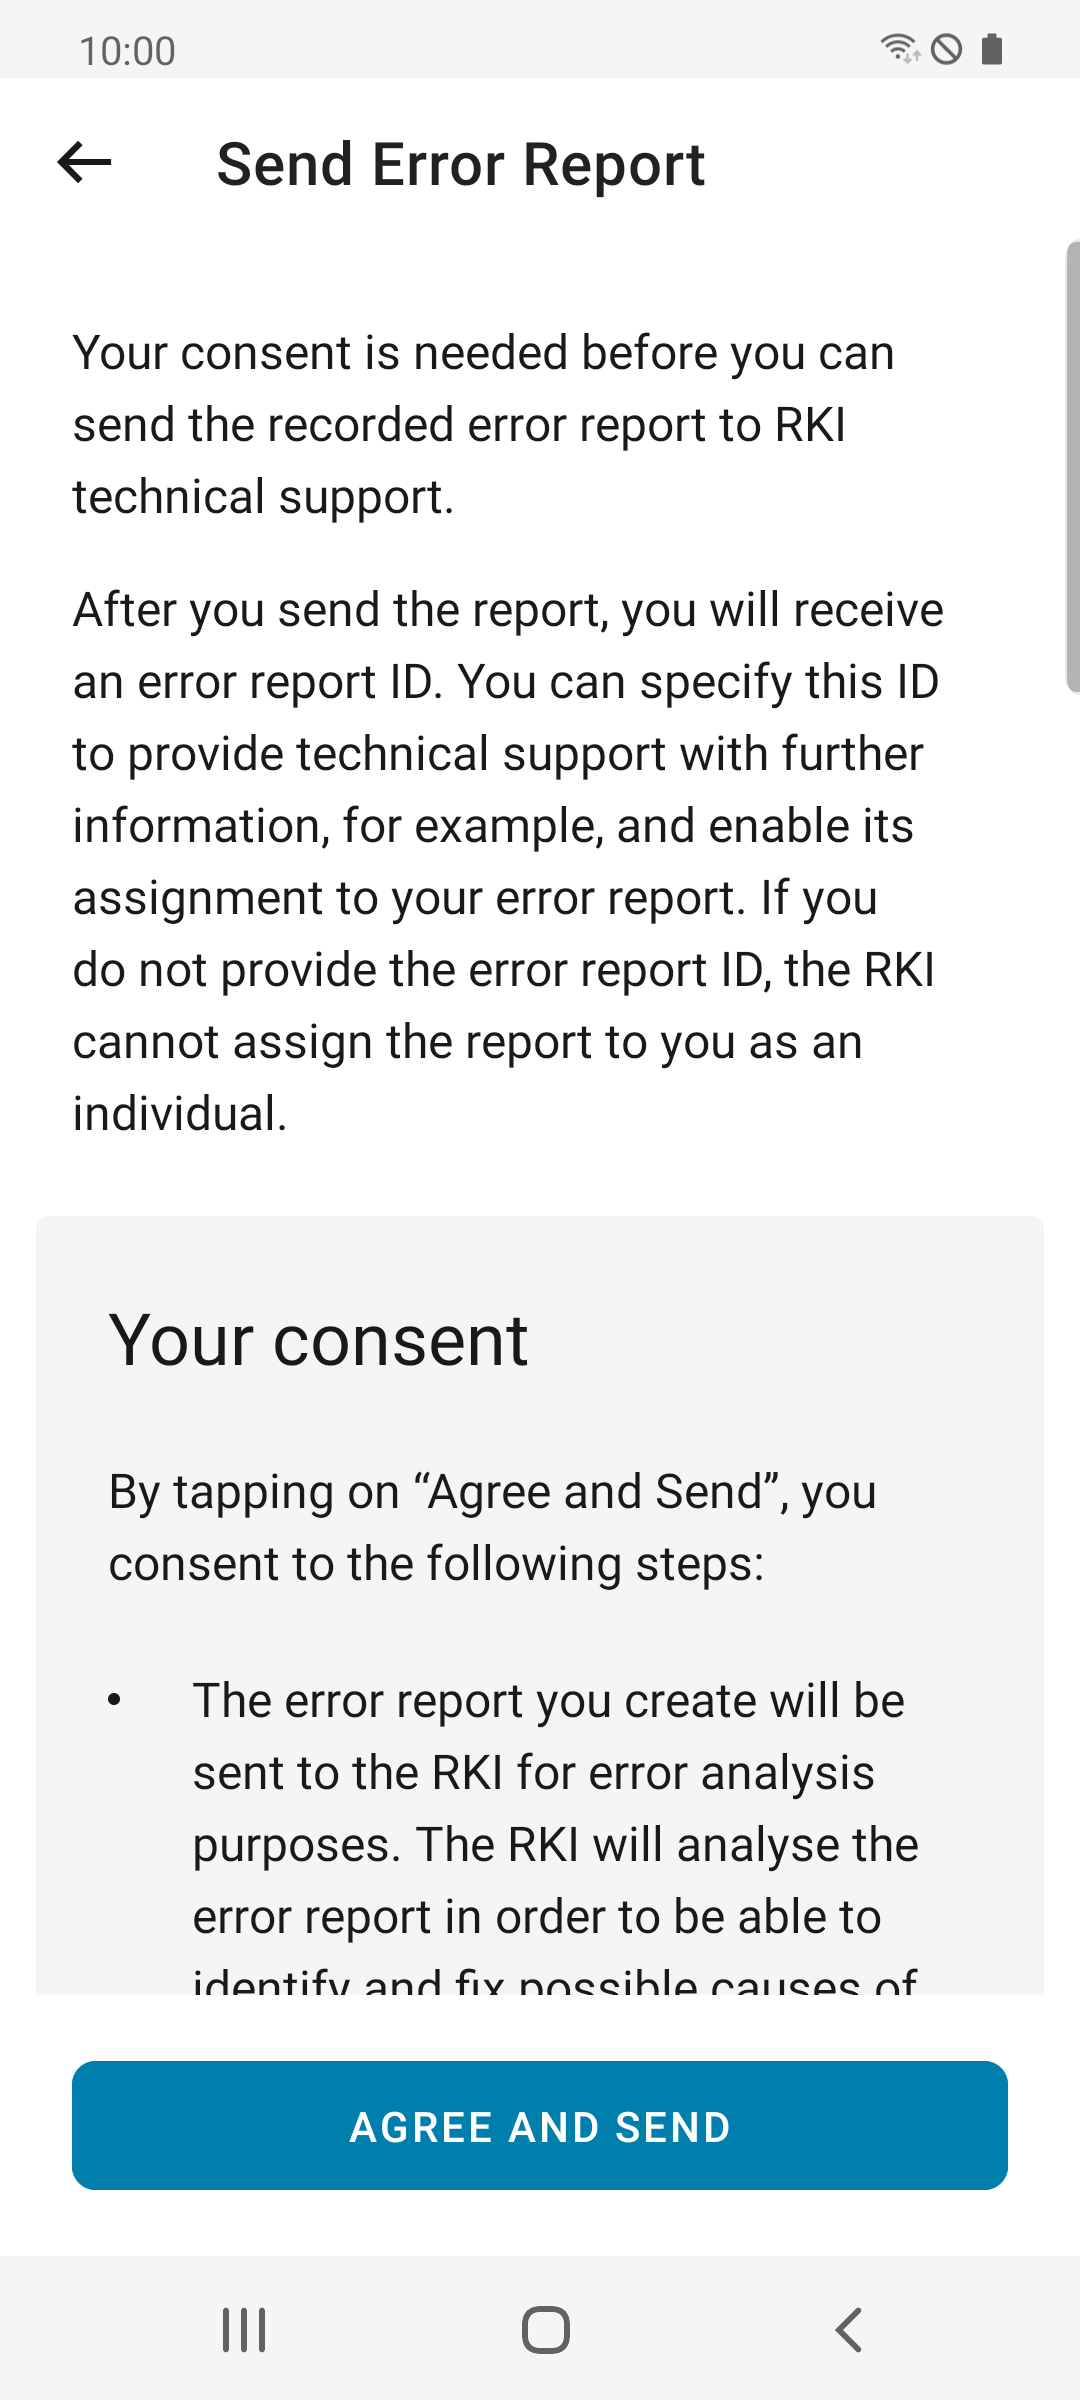 10:00
Send Error Report
Your consent is needed before you can
send the recorded error report to RKI
technical support.
After you send the report, you will receive
an error report ID. You can specify this ID
to provide technical support with further
information, for example, and enable its
assignment to your error report. If you
do not provide the error report ID, the RKI
cannot assign the report to you as an
individual.
Your consent
By tapping on “Agree and Send”, you
consent to the following steps:
• The error report you create will be
sent to the RKI for error analysis
purposes. The RKI will analyse the
error report in order to be able to
identify and fix possible causes of
AGREE AND SEND